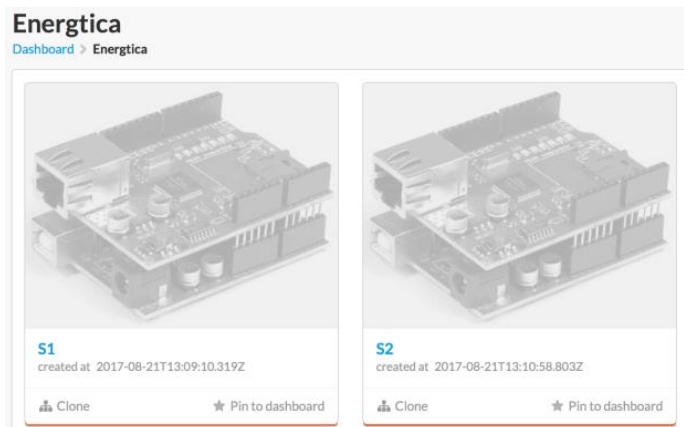 Energtica
Dashboard > Energtica
S1
created at 2017-08-21T13:09:10.319Z
Clone
Pin to dashboard
S2
created at 2017-08-21T13:10:58.803Z
Clone
Pin to dashboard